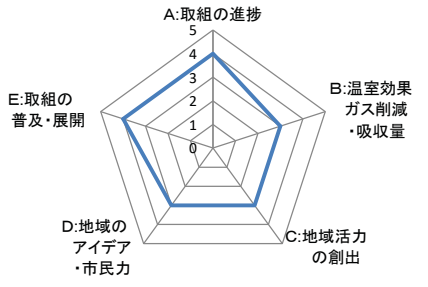 A:取組の進捗
5
4
3
2
1
0
B:温室効果
ガス削減
・吸収量
C:地域活力
の創出
D:地域の
アイデア
・市民力
E:取組の
普及・展開